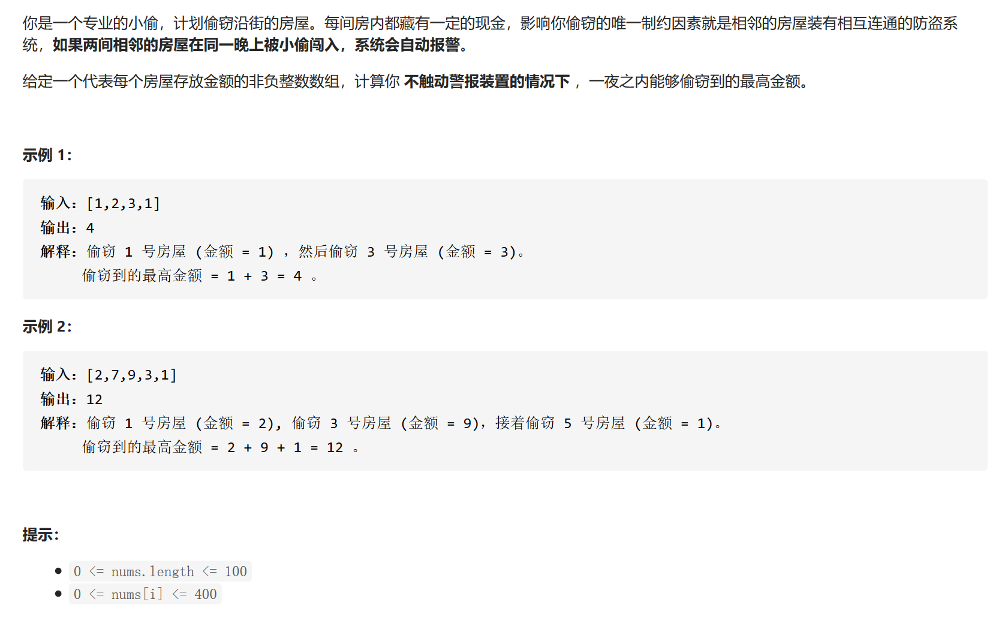 你是一个专业的小偷，计划偷窃沿街的房屋。每间房内都藏有一定的现金，影响你偷窃的唯一制约因素就是相邻的房屋装有相互连通的防盗系
统，如果两间相邻的房屋在同一晚上被小偷闯入，系统会自动报警。
给定一个代表每个房屋存放金额的非负整数数组，计算你 不触动警报装置的情况下 ，一夜之内能够偷窃到的最高金额。
示例 1：
输入：[1,2,3,1]
输出：4
解释：偷窃 1 号房屋 (金额 = 1) ，然后偷窃 3 号房屋 (金额 = 3)。
偷窃到的最高金额 = 1 + 3 = 4 。
示例 2：
输入：[2,7,9,3,1]
输出：12
解释：偷窃 1 号房屋 (金额 = 2), 偷窃 3 号房屋 (金额 = 9)，接着偷窃 5 号房屋 (金额 = 1)。
偷窃到的最高金额 = 2 + 9 + 1 = 12 。
提示：
● 0 <= nums.length <= 100
● 0 <= nums[i] <= 400